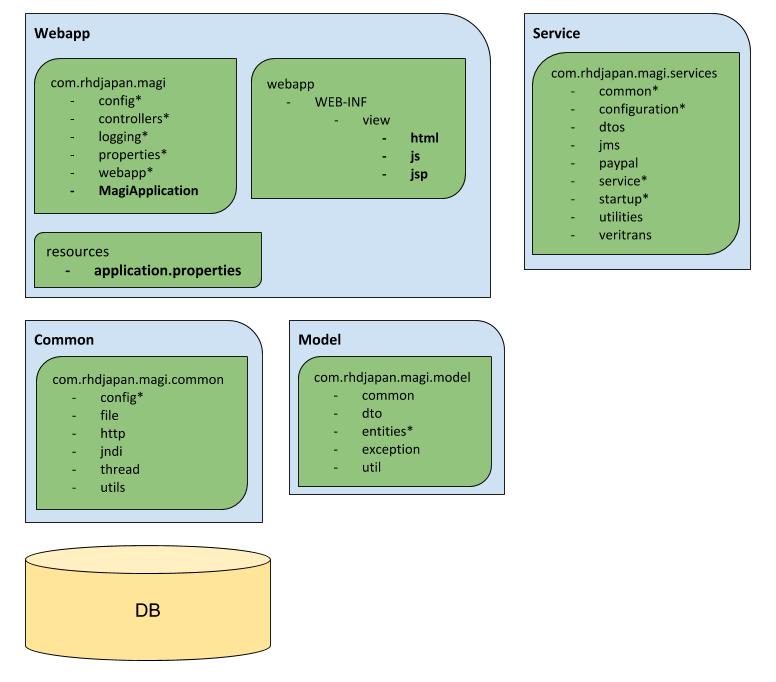 Webapp
com.rhdjapan.magi
- config*
- controllers*
- logging*
- properties*
- webapp*
- MagiApplication
webapp
- WEB-INF
- view
- html
- js
- jsp
resources
- application.properties
Service
com.rhdjapan.magi.services
- common*
- configuration*
- dtos
- jms
- paypal
- service*
- startup*
- utilities
- veritrans
Common
com.rhdjapan.magi.common
- config*
- file
- http
- jndi
- thread
- utils
Model
com.rhdjapan.magi.model
- common
- dto
- entities*
- exception
- util
DB